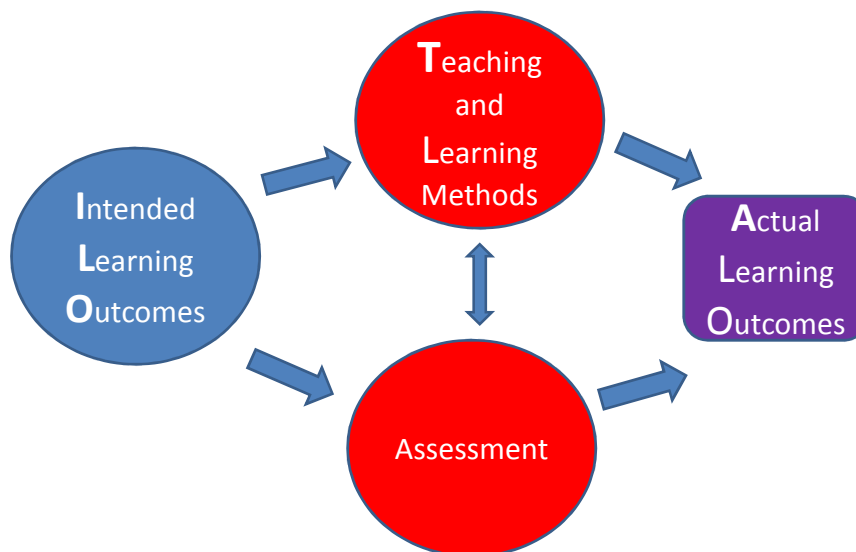 Intended
Learning
Outcomes
Teaching
and
Learning
Methods
Assessment
Actual
Learning
Outcomes